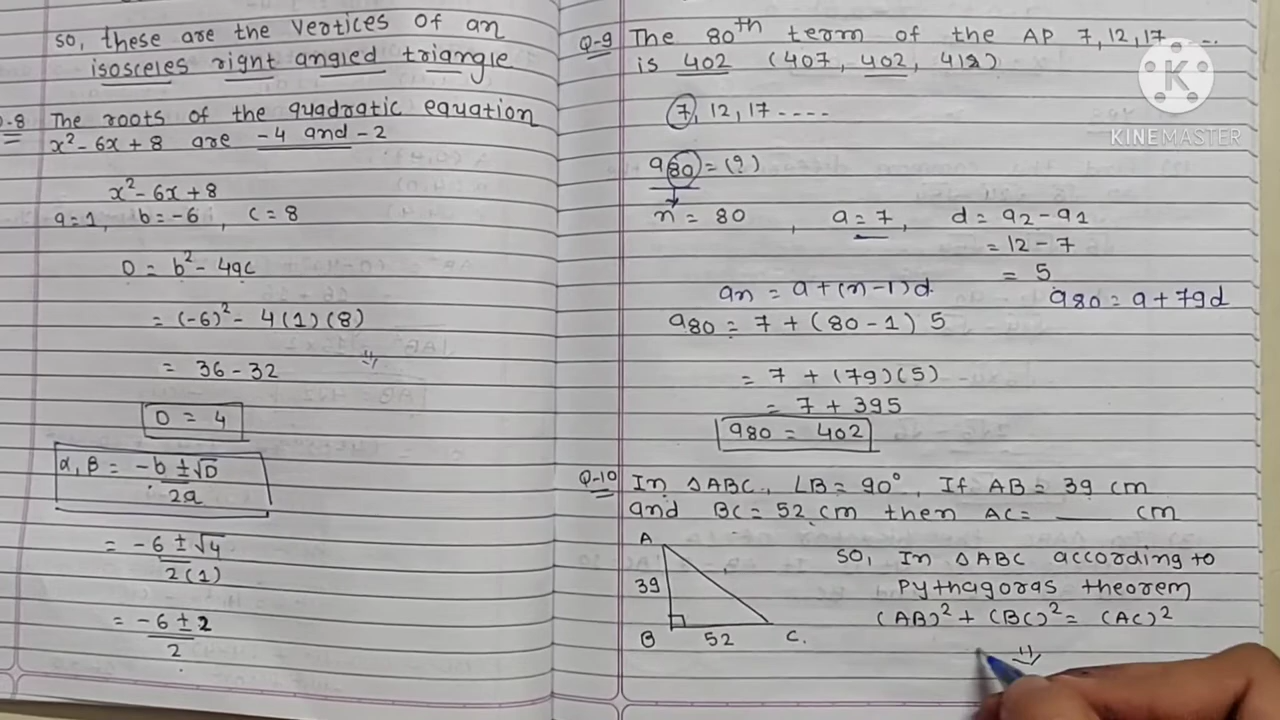 so, these are the vertices of an
isosceles right angled triangle
-8 The roots of the quadratic equation
x²-6x+8 are -4 and -2
x²-6x+8
a=1, b=-6, c=8
D = b²-4ac
= (-6)²- 4(1)(8)
= 36-32
D = 4
α,β = -b ±√D
2a
= -6 ±√4
2(1)
= -6 ± 2
2
Q-9 The 80th term of the AP 7,12,17 ...
is 402 (407, 402, 412)
7, 12, 17 ----
a80 = (?)
n = 80 , a=7, d = a2-a1
= 12-7
= 5
an = a+(n-1)d
a80 = a+79d
a80 = 7 + (80-1) 5
= 7 + (79)(5)
= 7 + 395
a80 = 402
Q-10 In △ABC, ∠B= 90°, If AB= 39 cm
and BC= 52 cm then AC= ___ cm
A
39
B 52 C.
so, In △ABC according to
Pythagoras theorem
(AB)²+ (BC)²= (AC)²
K
KINEMASTER